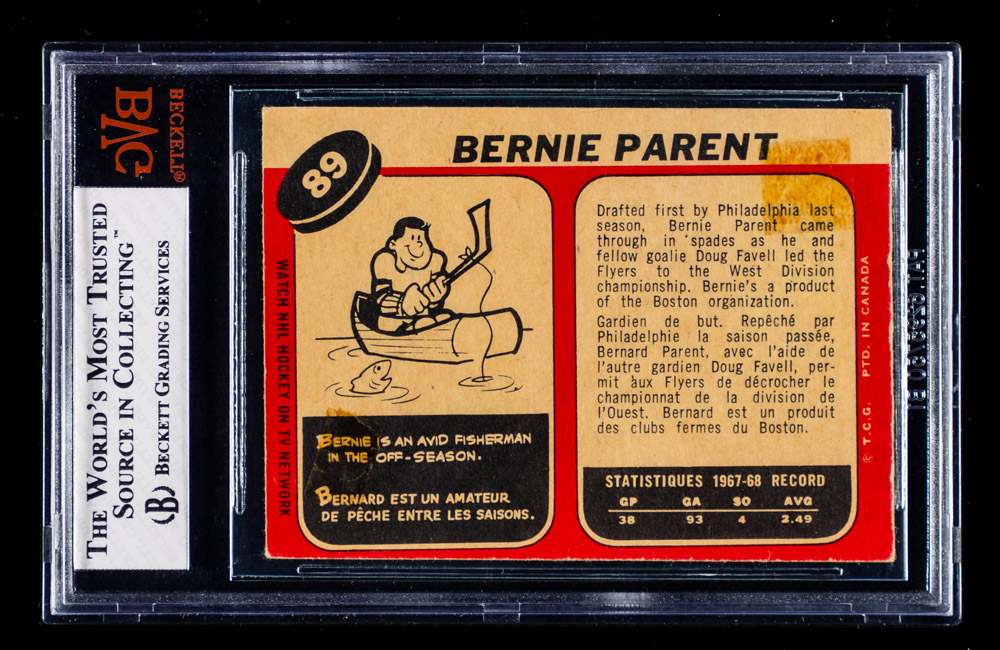 BECKETT®
BVG
THE WORLD'S MOST TRUSTED
SOURCE IN COLLECTING™
(B) BECKETT GRADING SERVICES
89
BERNIE PARENT
WATCH NHL HOCKEY ON TV NETWORK
BERNIE IS AN AVID FISHERMAN
IN THE OFF-SEASON.
BERNARD EST UN AMATEUR
DE PÊCHE ENTRE LES SAISONS.
Drafted first by Philadelphia last
season, Bernie Parent came
through in spades as he and
fellow goalie Doug Favell led the
Flyers to the West Division
championship. Bernie's a product
of the Boston organization.
Gardien de but. Repêché par
Philadelphie la saison passée,
Bernard Parent, avec l'aide de
l'autre gardien Doug Favell, per-
mit aux Flyers de décrocher le
championnat de la division de
l'Ouest. Bernard est un produit
des clubs fermes du Boston.
STATISTIQUES 1967-68 RECORD
GP GA SO AVG
38 93 4 2.49
© T.C.G. PTD. IN CANADA